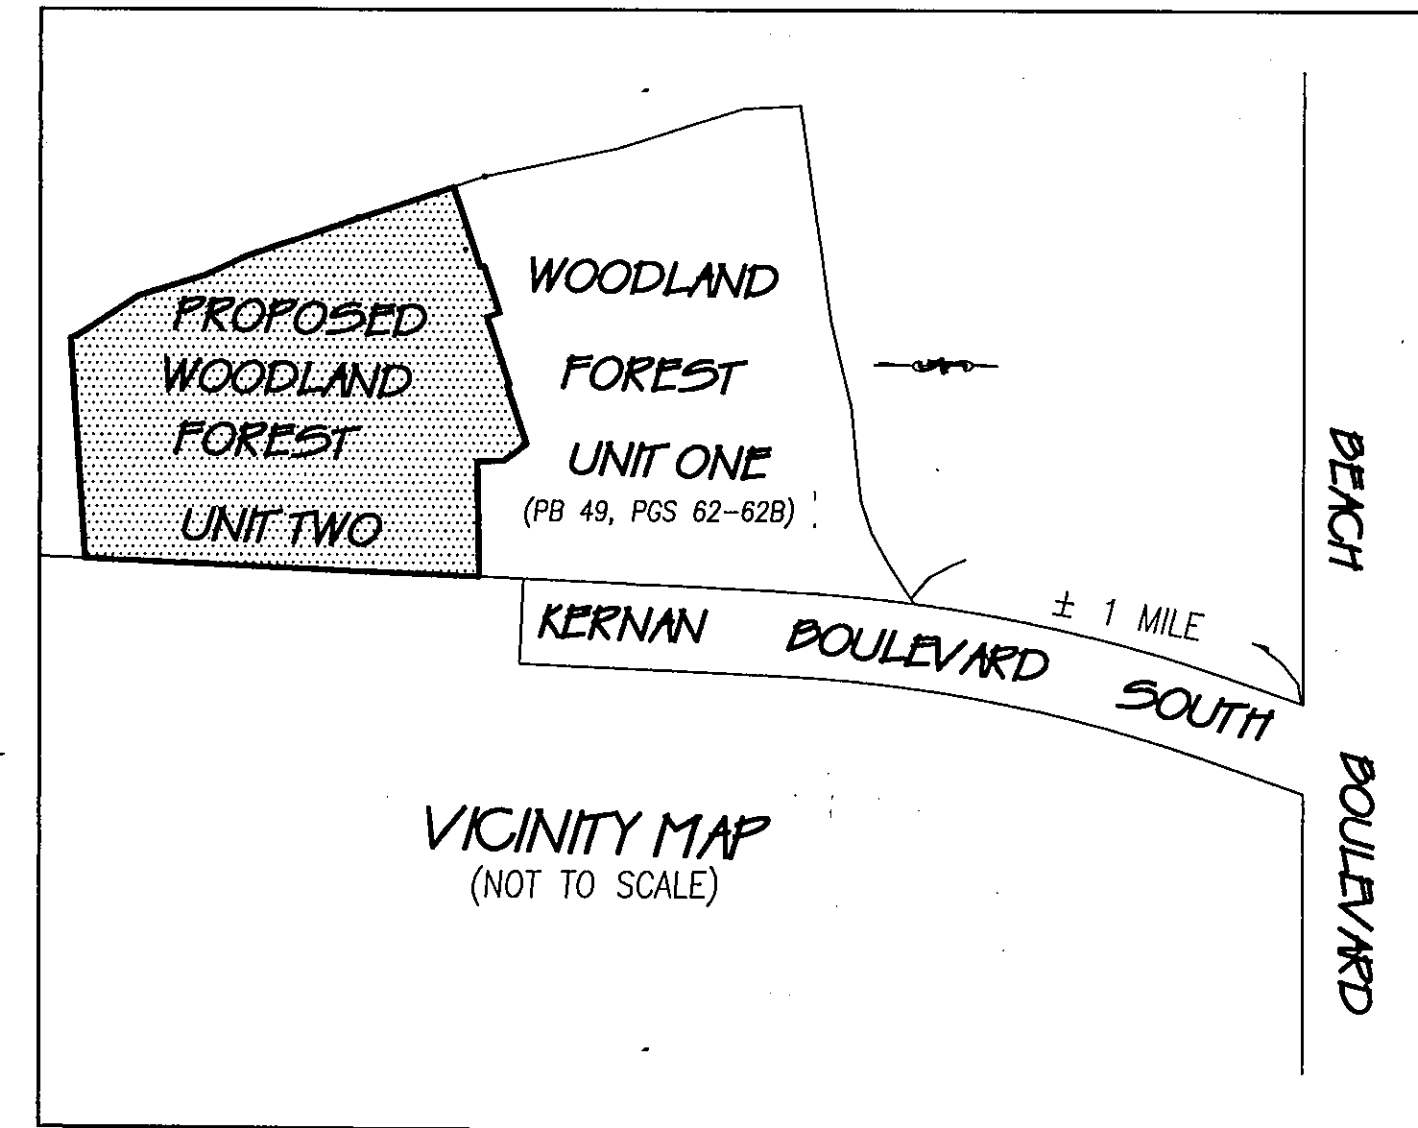 PROPOSED
WOODLAND
FOREST
UNIT TWO
WOODLAND
FOREST
UNIT ONE
(PB 49, PGS 62-62B)
KERNAN BOULEVARD SOUTH
± 1 MILE
BEACH BOULEVARD
VICINITY MAP
(NOT TO SCALE)